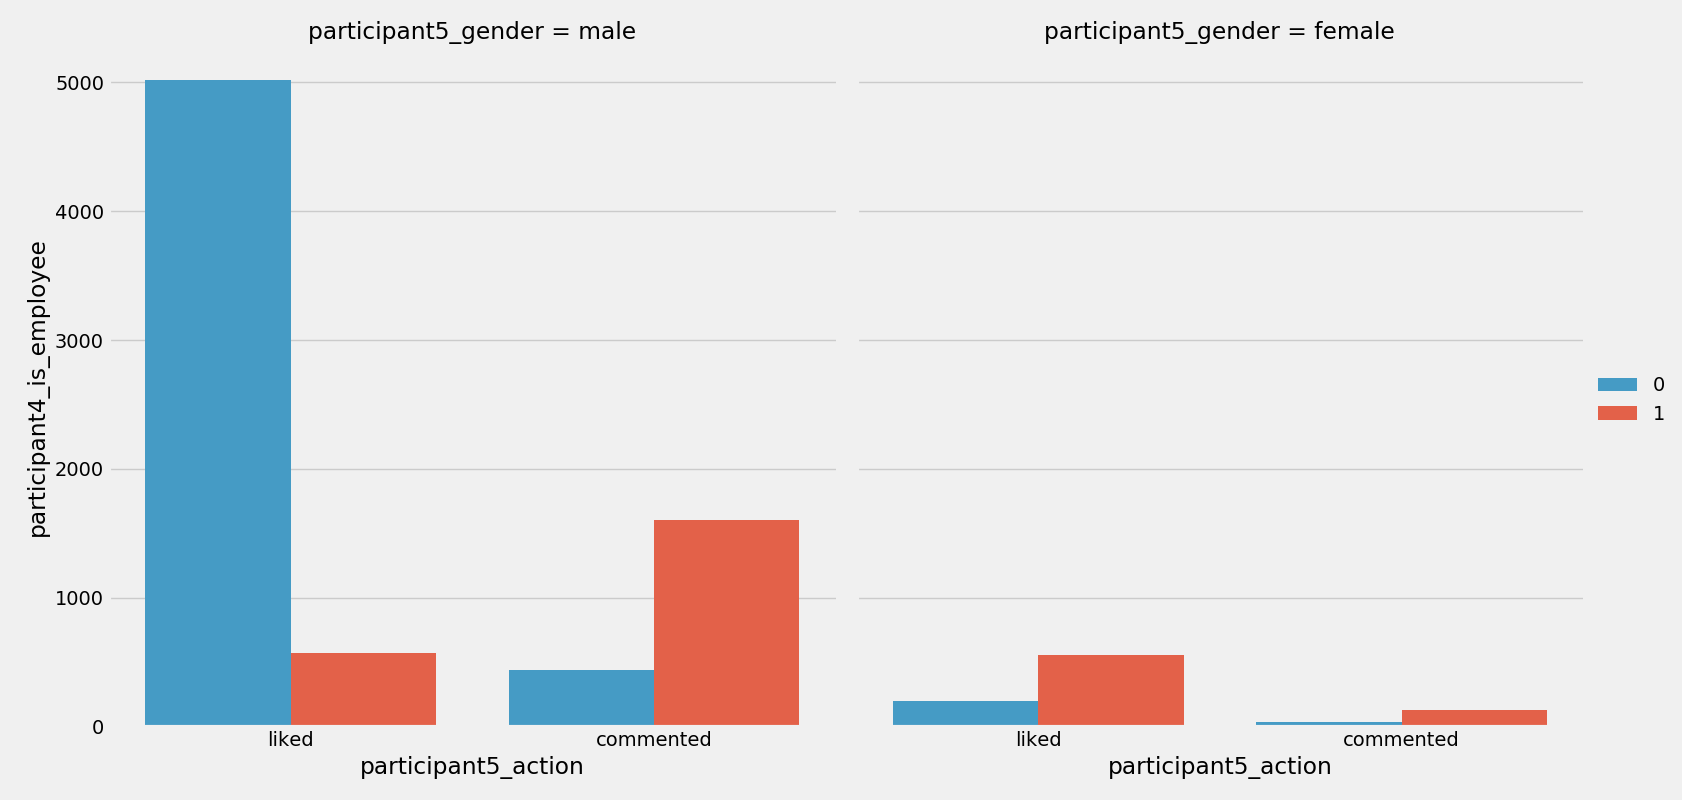 participant5_gender = male
participant5_gender = female
5000
4000
3000
2000
1000
0
participant4_is_employee
liked
commented
liked
commented
participant5_action
participant5_action
0
1